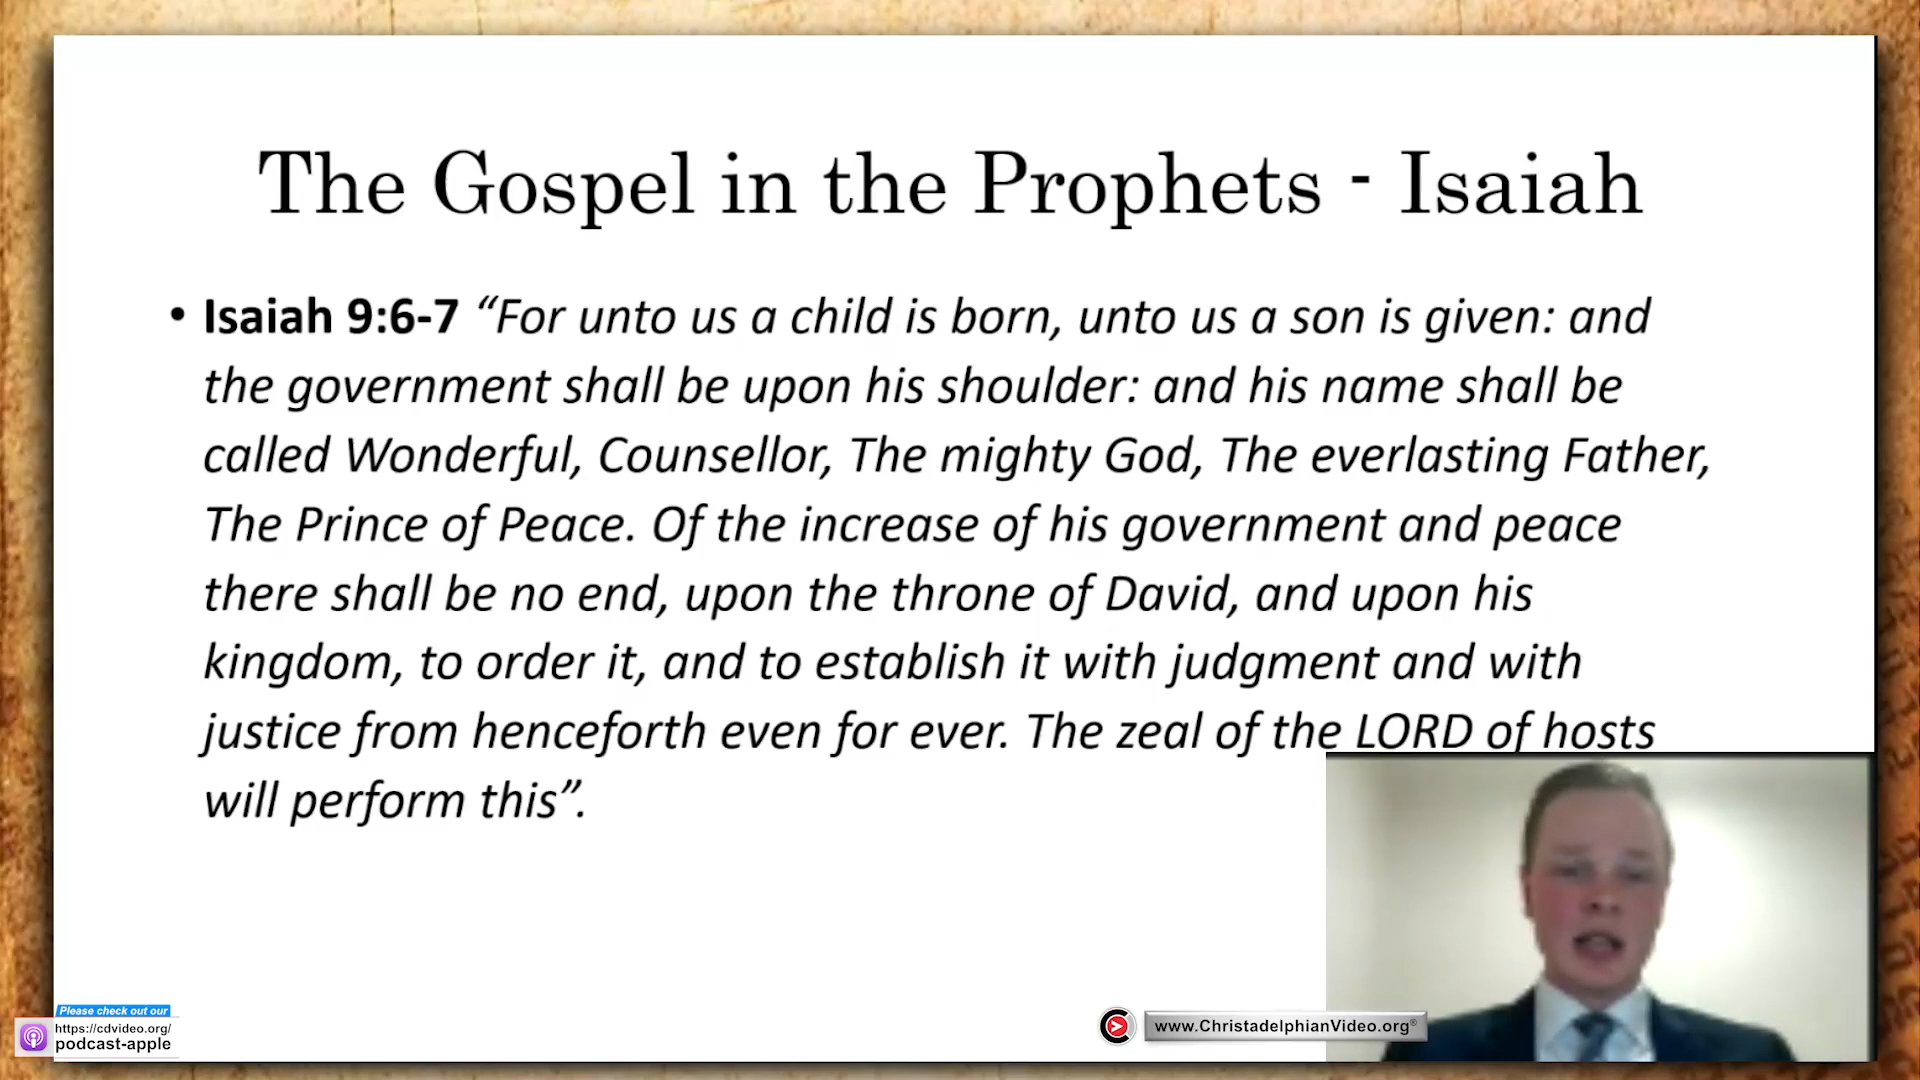 The Gospel in the Prophets - Isaiah
• Isaiah 9:6-7 “For unto us a child is born, unto us a son is given: and
the government shall be upon his shoulder: and his name shall be
called Wonderful, Counsellor, The mighty God, The everlasting Father,
The Prince of Peace. Of the increase of his government and peace
there shall be no end, upon the throne of David, and upon his
kingdom, to order it, and to establish it with judgment and with
justice from henceforth even for ever. The zeal of the LORD of hosts
will perform this”.
Please check out our
https://cdvideo.org/
podcast-apple
www.ChristadelphianVideo.org®